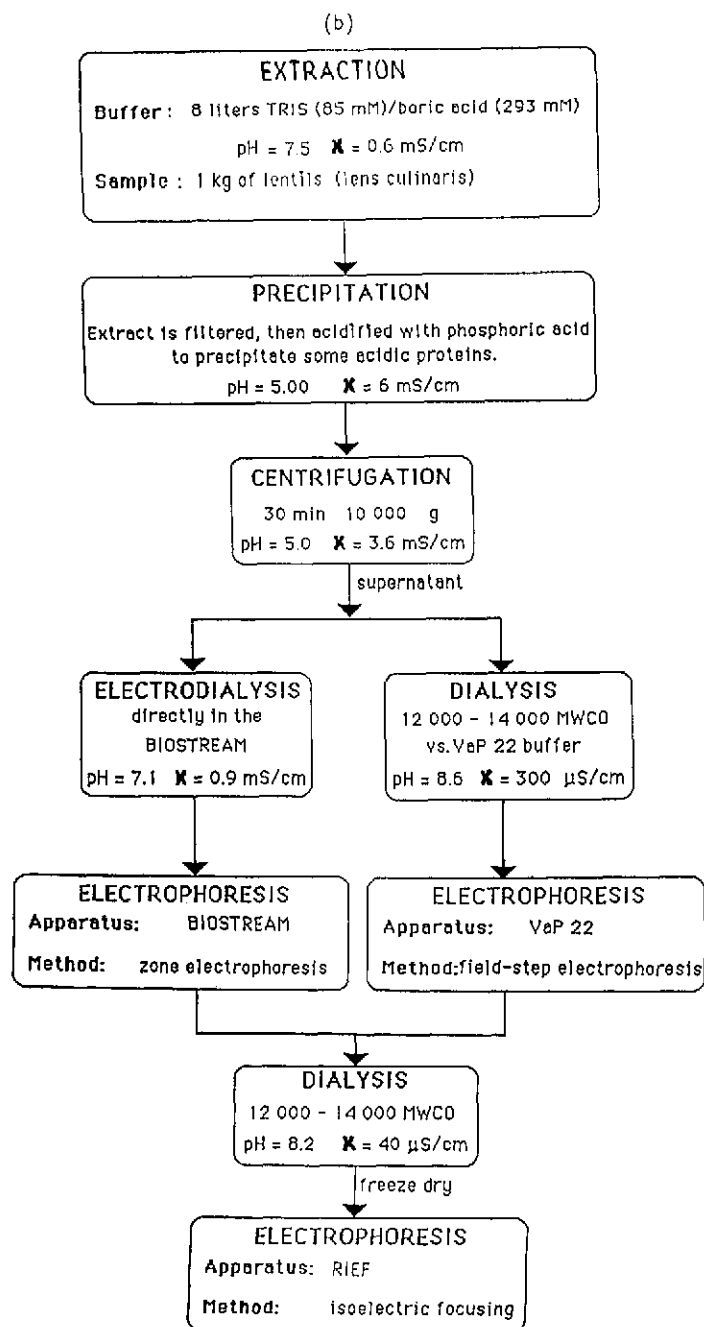 (b)
EXTRACTION
Buffer: 8 liters TRIS (85 mM)/boric acid (293 mM)
pH = 7.5 X = 0.6 mS/cm
Sample : 1 kg of lentils (lens culinaris)
PRECIPITATION
Extract is filtered, then acidified with phosphoric acid
to precipitate some acidic proteins.
pH = 5.00 X = 6 mS/cm
CENTRIFUGATION
30 min 10 000 g
pH = 5.0 X = 3.6 mS/cm
supernatant
ELECTRODIALYSIS
directly in the
BIOSTREAM
pH = 7.1 X = 0.9 mS/cm
DIALYSIS
12 000 - 14 000 MWCO
vs. VaP 22 buffer
pH = 8.6 X = 300 µS/cm
ELECTROPHORESIS
Apparatus: BIOSTREAM
Method: zone electrophoresis
ELECTROPHORESIS
Apparatus: VaP 22
Method:field-step electrophoresis
DIALYSIS
12 000 - 14 000 MWCO
pH = 8.2 X = 40 µS/cm
freeze dry
ELECTROPHORESIS
Apparatus: RIEF
Method: isoelectric focusing